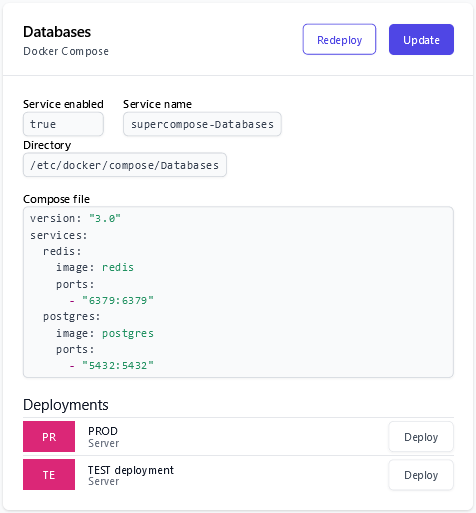 Databases
Docker Compose
Redeploy
Update
Service enabled
Service name
true
supercompose-Databases
Directory
/etc/docker/compose/Databases
Compose file
version: "3.0"
services:
  redis:
    image: redis
    ports:
      - "6379:6379"
  postgres:
    image: postgres
    ports:
      - "5432:5432"
Deployments
PR
PROD
Server
Deploy
TE
TEST deployment
Server
Deploy